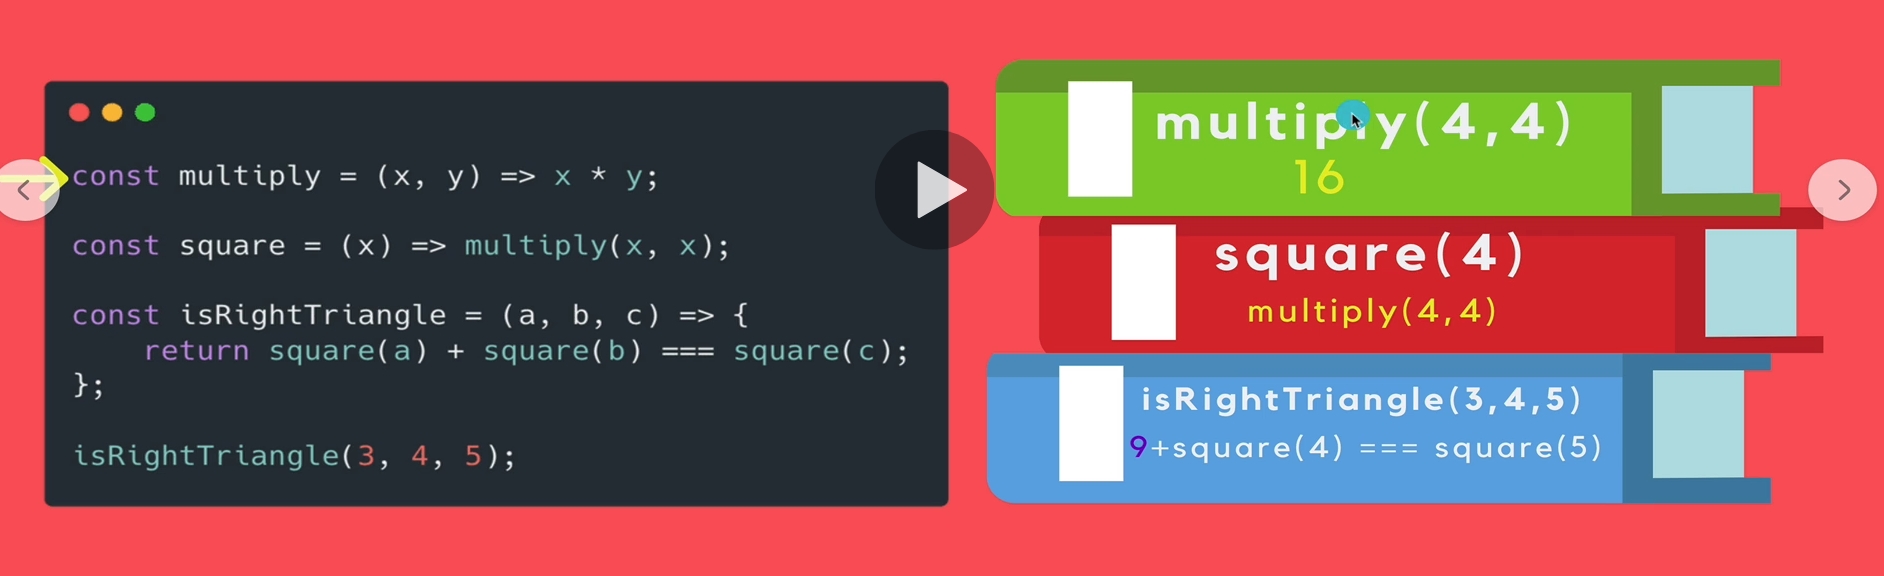 const multiply = (x, y) => x * y;
const square = (x) => multiply(x, x);
const isRightTriangle = (a, b, c) => {
    return square(a) + square(b) === square(c);
};
isRightTriangle(3, 4, 5);
multiply(4,4)
16
square(4)
multiply(4,4)
isRightTriangle(3,4,5)
9+square(4) === square(5)